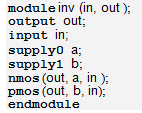 module inv (in, out );
output out;
input in;
supply0 a;
supply1 b;
nmos (out, a, in );
pmos (out, b, in);
endmodule